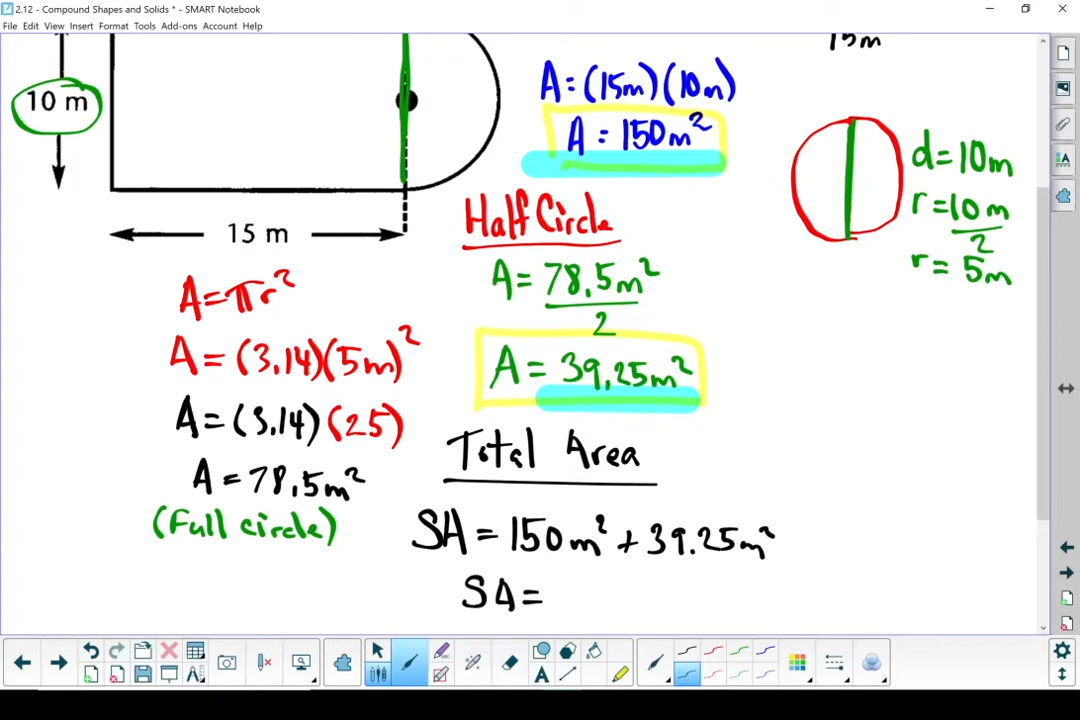 2.12 - Compound Shapes and Solids * - SMART Notebook
File Edit View Insert Format Tools Add-ons Account Help
15m
10 m
15 m
A=(15m)(10m)
A = 150m²
d=10m
r=10m
2
r= 5m
Half Circle
A= 78.5m²
2
A= 39.25m²
A=πr²
A=(3.14)(5m)²
A=(3.14)(25)
A=78.5m²
(Full circle)
Total Area
SA=150m²+39.25m²
SA=